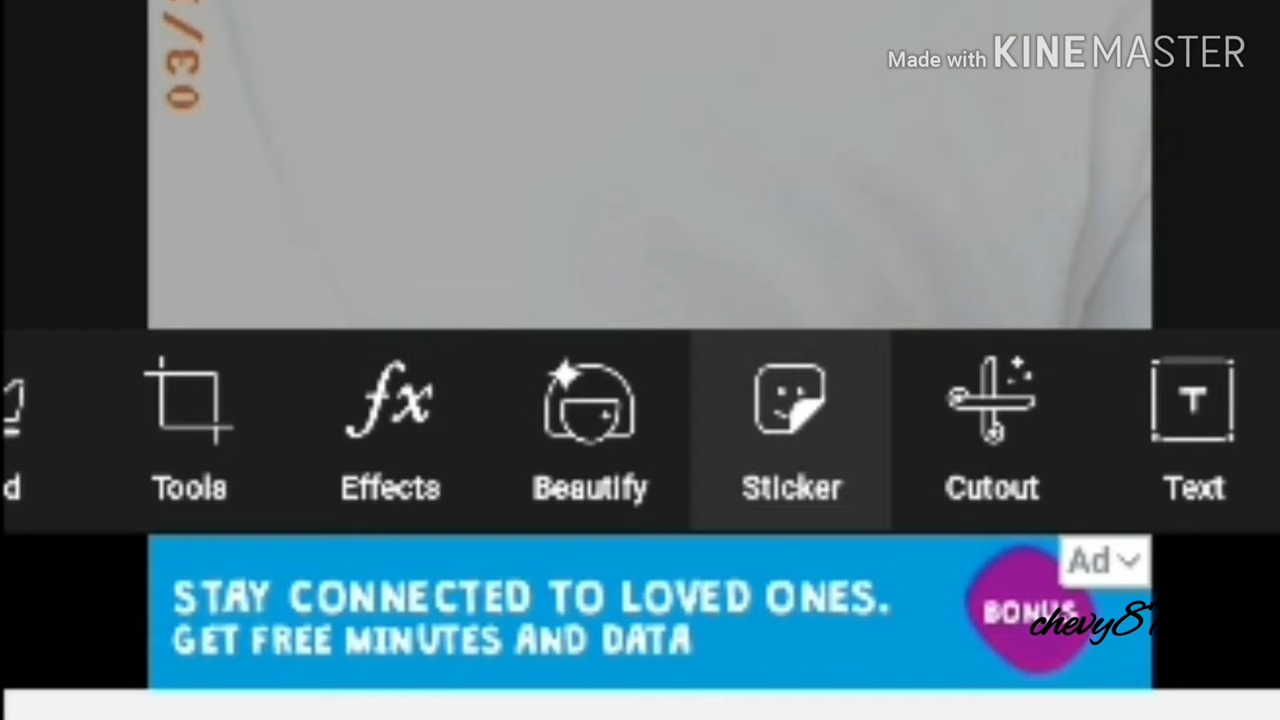 03/
Made with KINEMASTER
d
Tools
Effects
Beautify
Sticker
Cutout
Text
Ad
STAY CONNECTED TO LOVED ONES.
GET FREE MINUTES AND DATA
BONUS